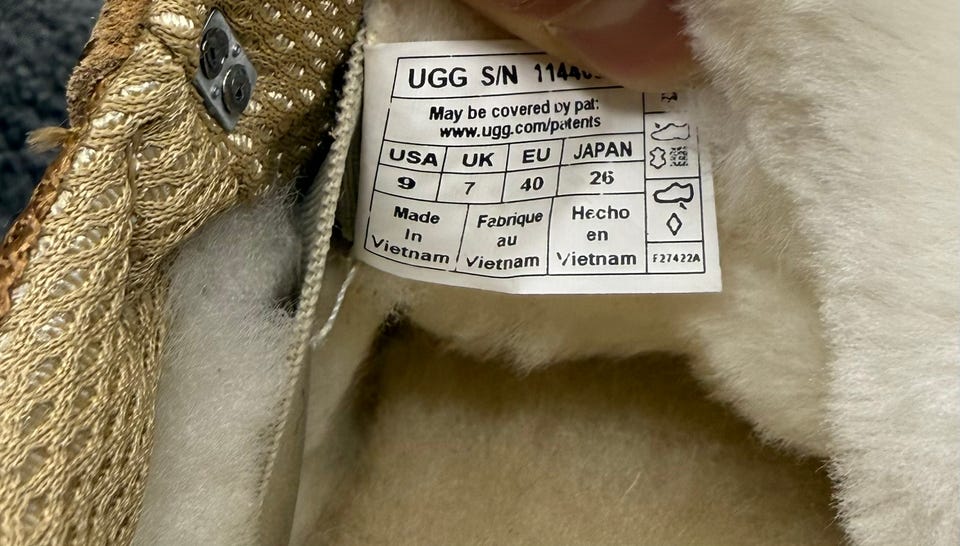 UGG S/N
May be covered by pat:
www.ugg.com/patents
USA UK EU JAPAN
9 7 40 26
Made Fabrique Hecho
In au en
Vietnam Vietnam Vietnam
F27422A